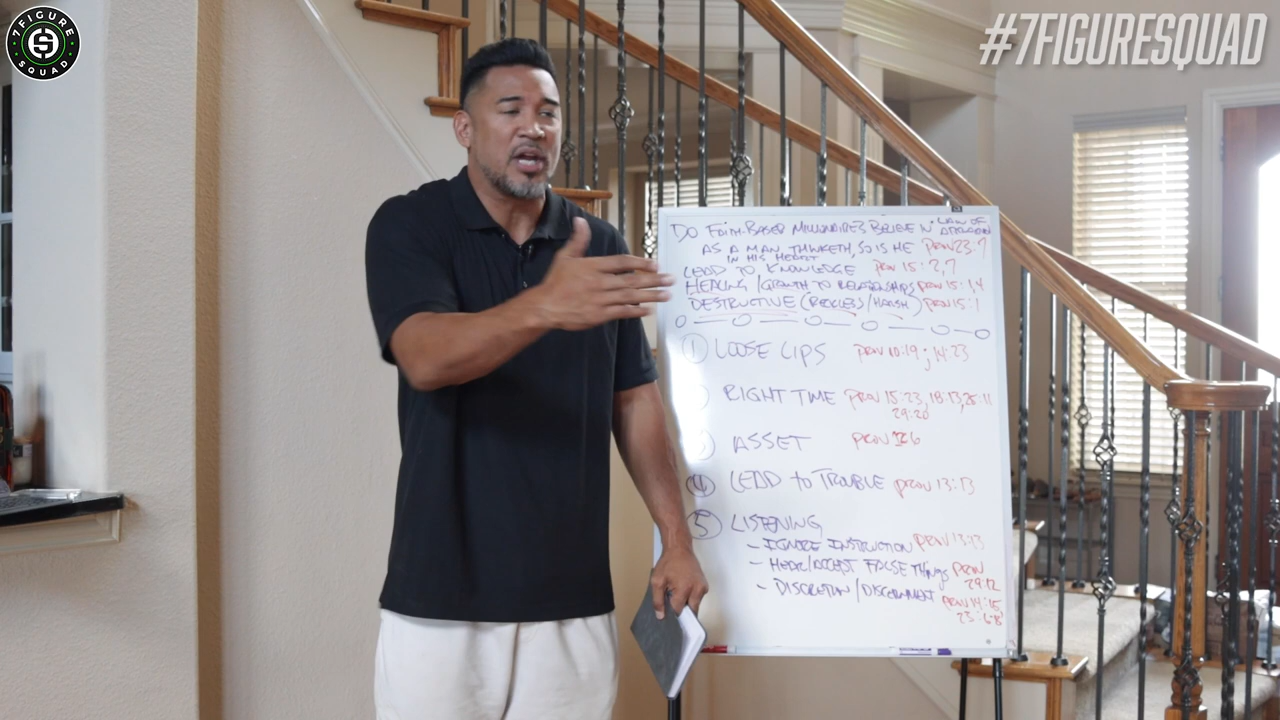 7 FIGURE
SQUAD
#7FIGURESQUAD
DO FAITH-BASED MILLIONAIRES BELIEVE N' LAW OF
ATTRACTION
AS A MAN THINKETH, SO IS HE PROV 23:7
IN HIS HEART
LEAD TO KNOWLEDGE PROV 15:2,7
HEALING/GROWTH TO RELATIONSHIPS PROV 15:1,4
DESTRUCTIVE (RECKLESS/HARSH) PROV 15:1
① LOOSE LIPS PROV 10:19; 14:23
RIGHT TIME PROV 15:23, 18:13, 25:11
29:20
3 ASSET PROV
④ LEAD to TROUBLE PROV 13:13
⑤ LISTENING
- IGNORE INSTRUCTION PROV 13:13
- HEAR/ACCEPT FALSE THINGS PROV
29:12
- DISCRETION/DISCERNMENT PROV 14:15,
23:6-8